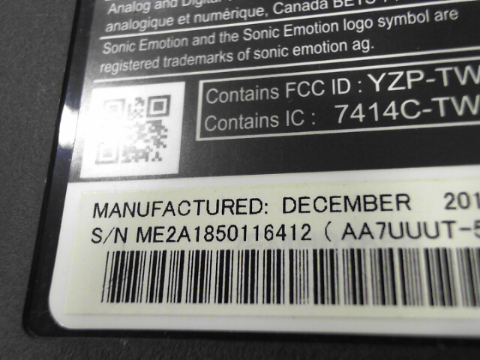 Analog and Digital
analogique et numérique, Canada BETS
Sonic Emotion and the Sonic Emotion logo symbol are
registered trademarks of sonic emotion ag.
Contains FCC ID : YZP-TW
Contains IC : 7414C-TW
MANUFACTURED: DECEMBER 201
S/N ME2A1850116412 ( AA7UUUT-5